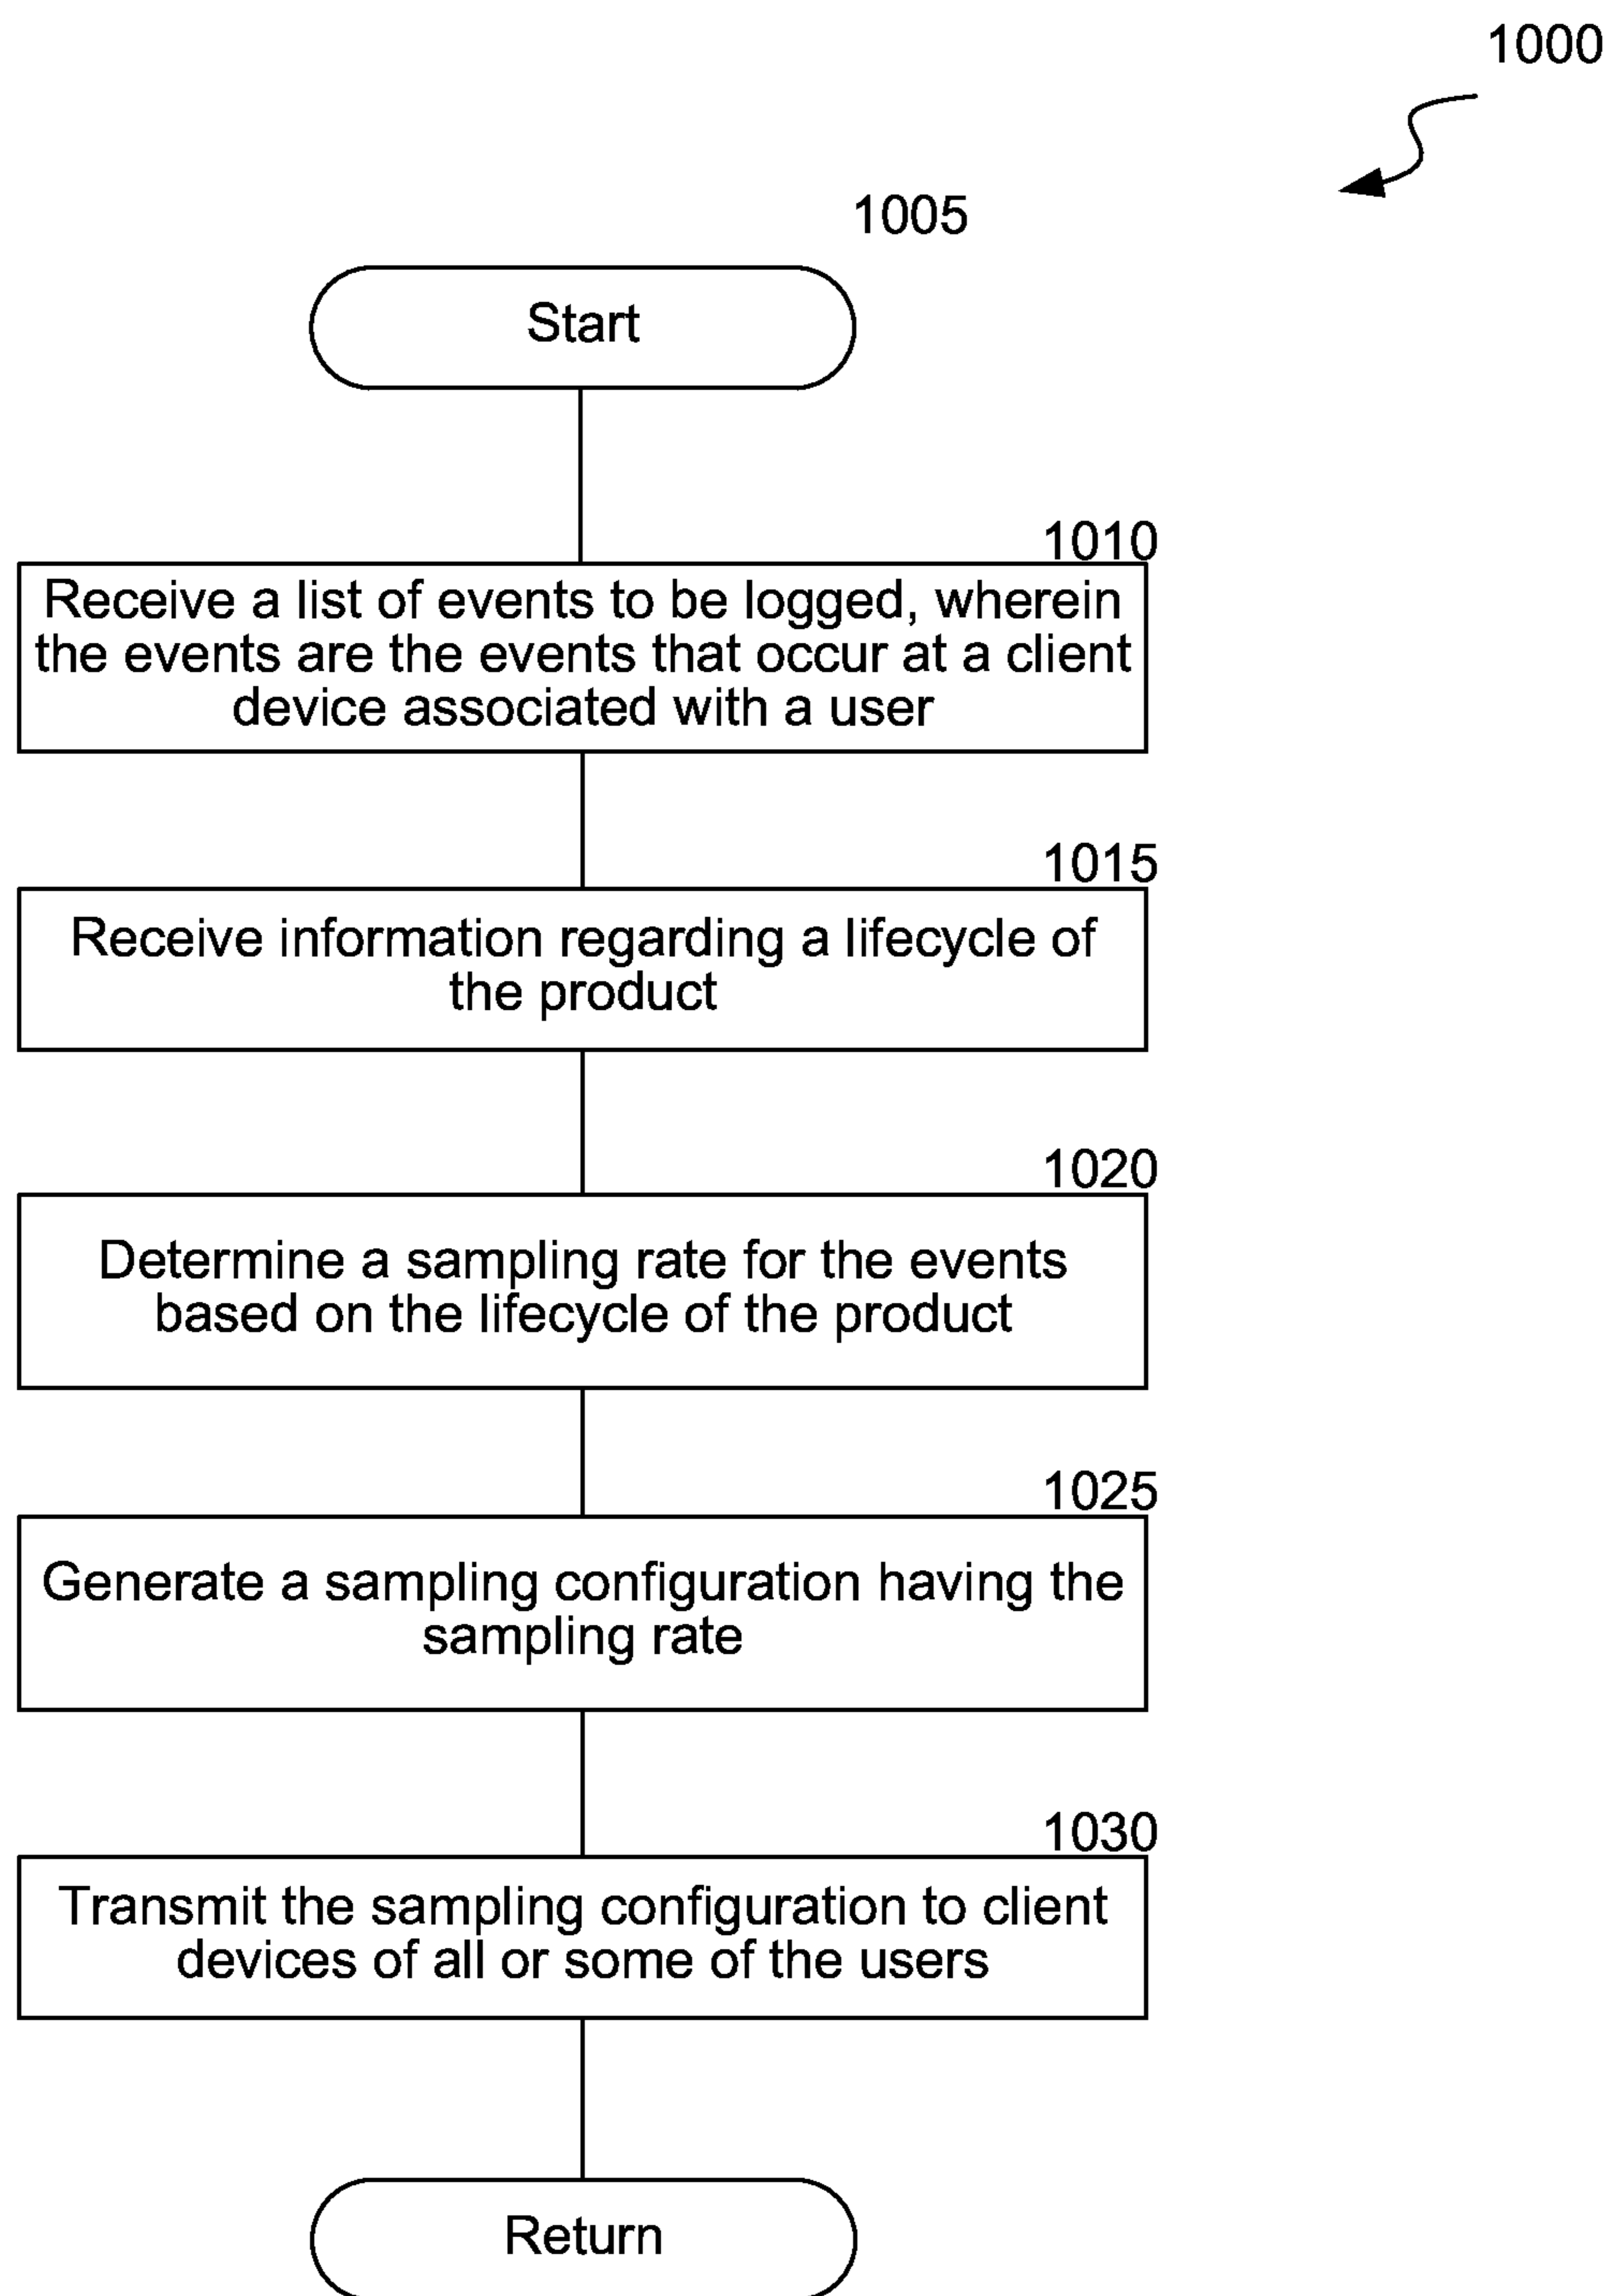 1000
1005
Start
1010
Receive a list of events to be logged, wherein
the events are the events that occur at a client
device associated with a user
1015
Receive information regarding a lifecycle of
the product
1020
Determine a sampling rate for the events
based on the lifecycle of the product
1025
Generate a sampling configuration having the
sampling rate
1030
Transmit the sampling configuration to client
devices of all or some of the users
Return